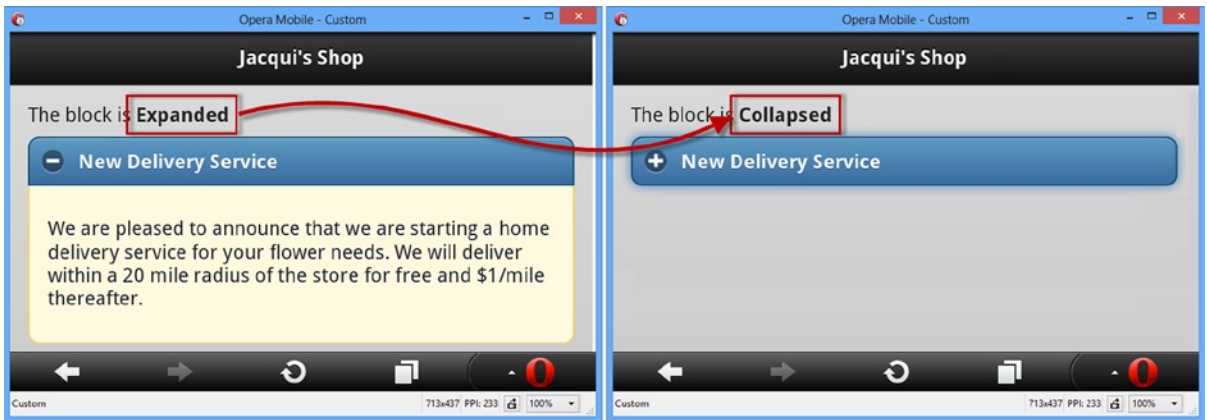 Opera Mobile - Custom
Jacqui's Shop
The block is Expanded
New Delivery Service
We are pleased to announce that we are starting a home
delivery service for your flower needs. We will deliver
within a 20 mile radius of the store for free and $1/mile
thereafter.
Custom
713x437 PPI: 233
100%
Opera Mobile - Custom
Jacqui's Shop
The block is Collapsed
New Delivery Service
Custom
713x437 PPI: 233
100%